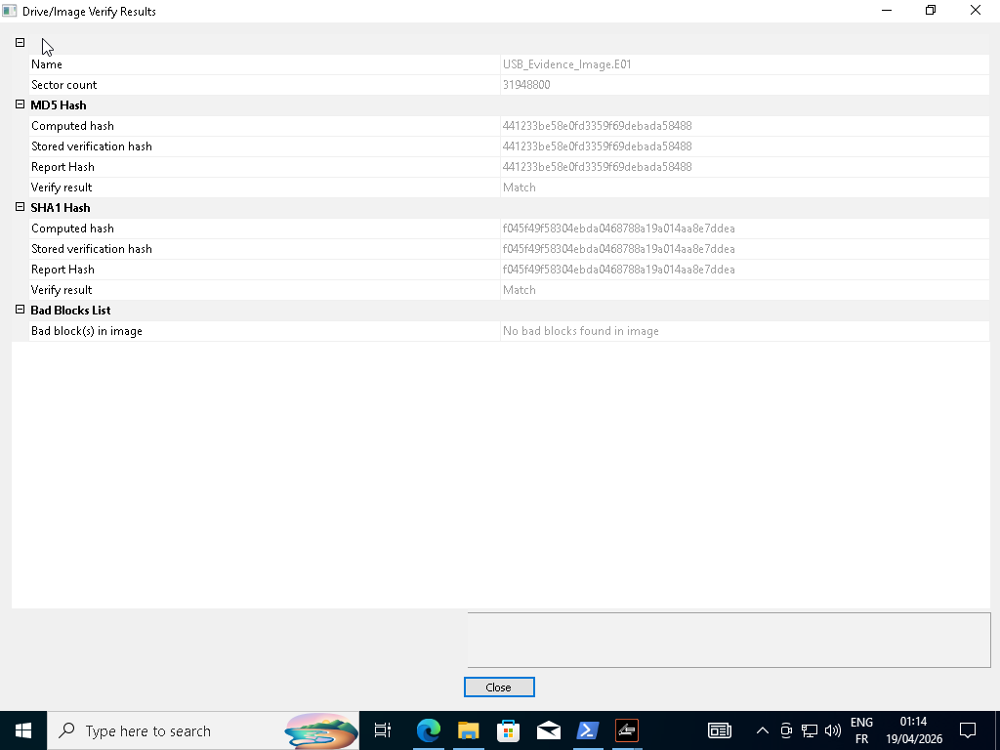 Drive/Image Verify Results
Name USB_Evidence_Image.E01
Sector count 31948800
MD5 Hash
Computed hash 441233be58e0fd3359f69debada58488
Stored verification hash 441233be58e0fd3359f69debada58488
Report Hash 441233be58e0fd3359f69debada58488
Verify result Match
SHA1 Hash
Computed hash f045f49f58304ebda0468788a19a014aa8e7ddea
Stored verification hash f045f49f58304ebda0468788a19a014aa8e7ddea
Report Hash f045f49f58304ebda0468788a19a014aa8e7ddea
Verify result Match
Bad Blocks List
Bad block(s) in image No bad blocks found in image
Close
Type here to search
ENG 01:14
FR 19/04/2026